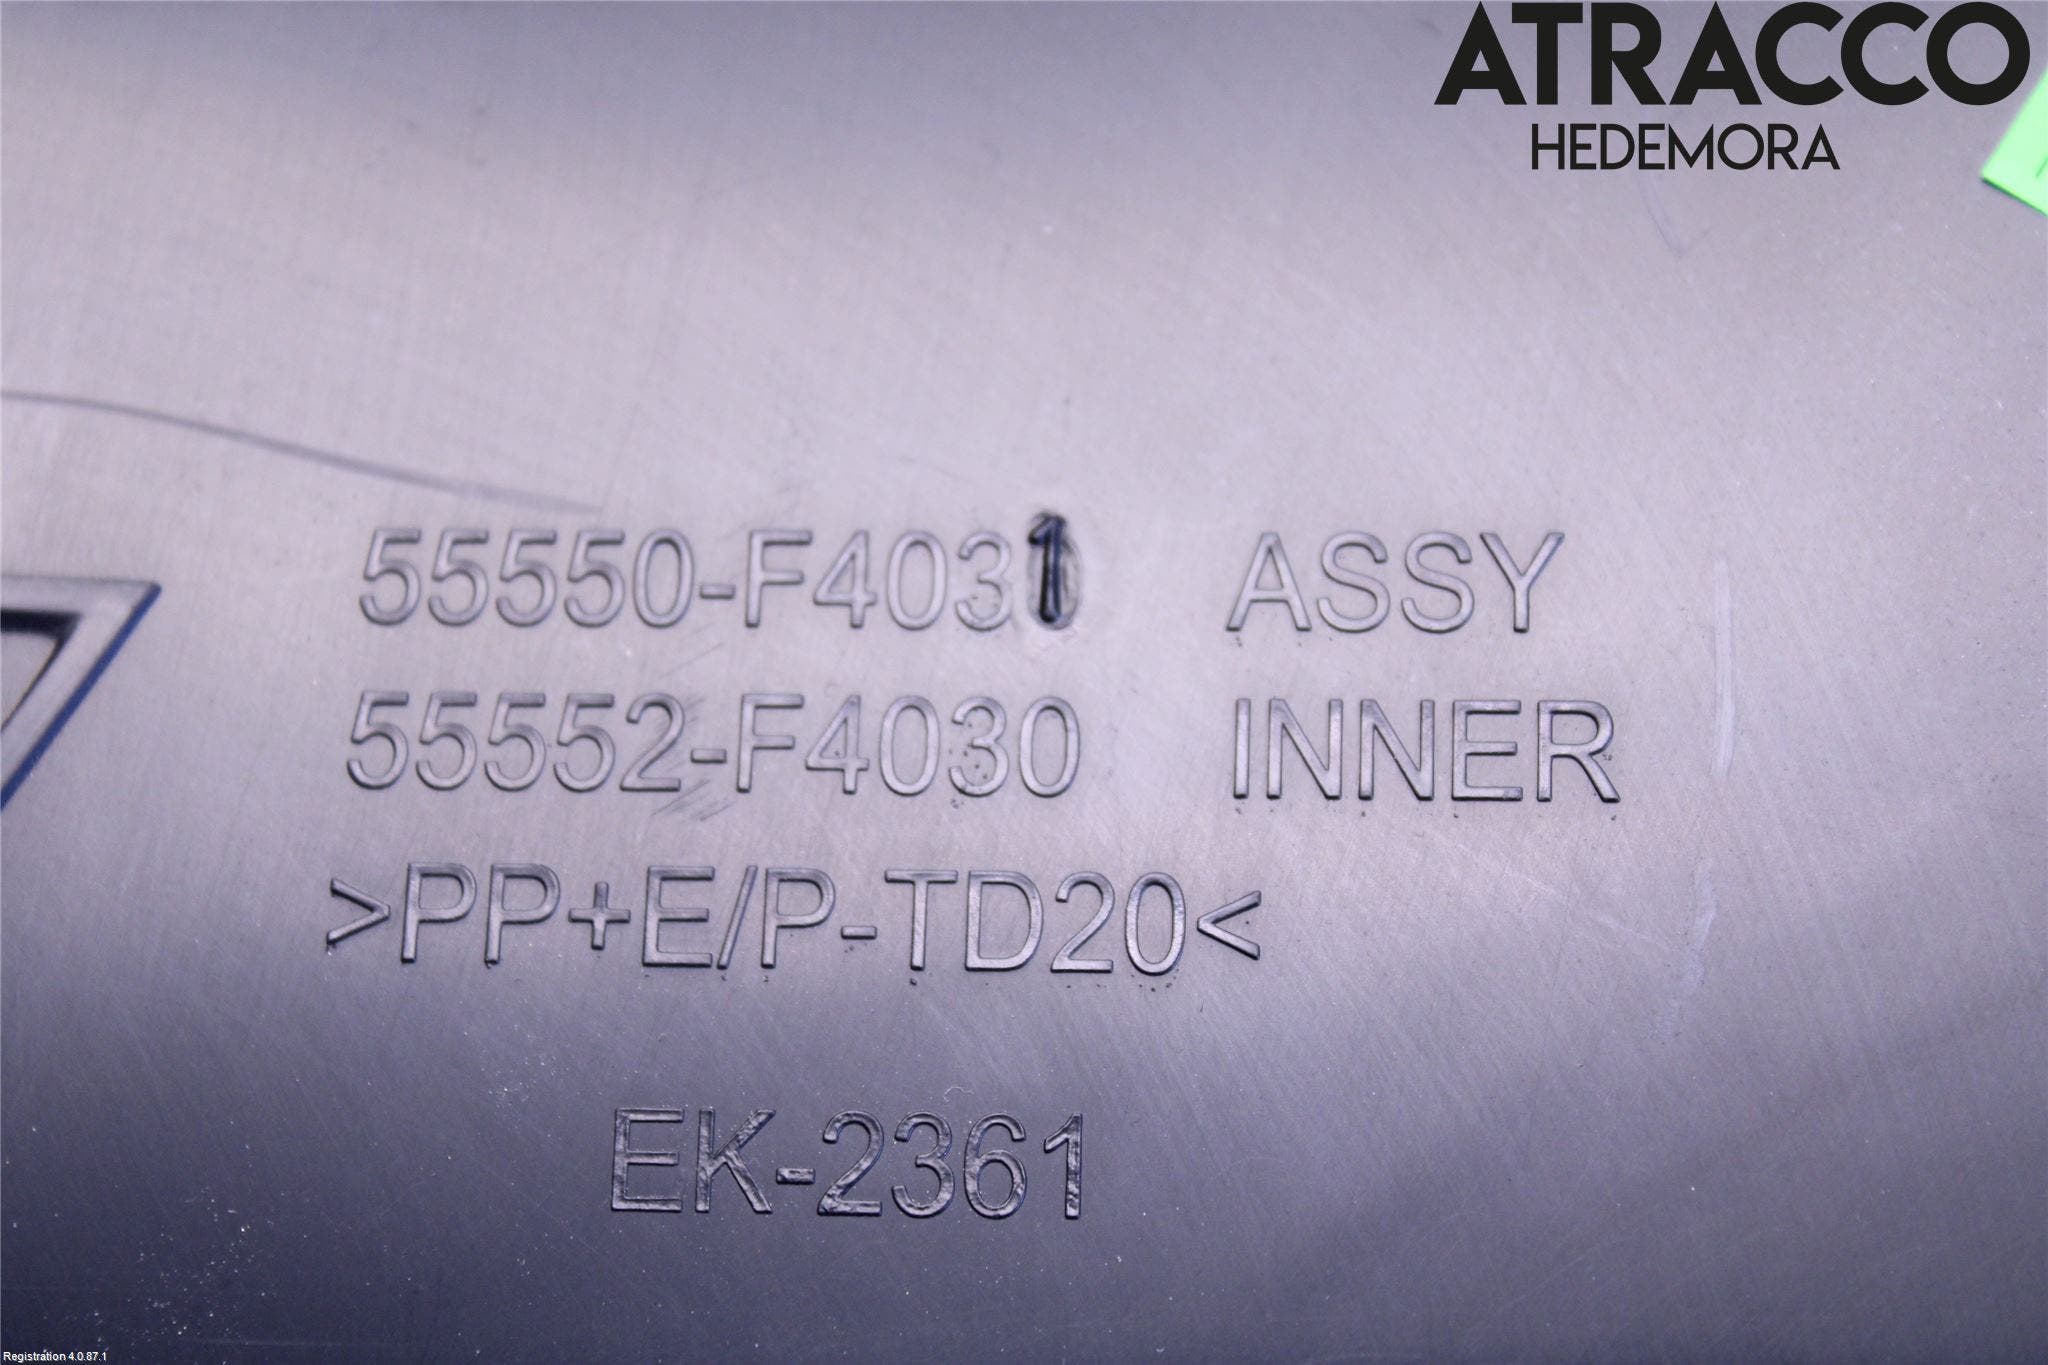 ATRACCO
HEDEMORA
55550-F4031 ASSY
55552-F4030 INNER
>PP+E/P-TD20<
EK-2361
Registration 4.0.87.1